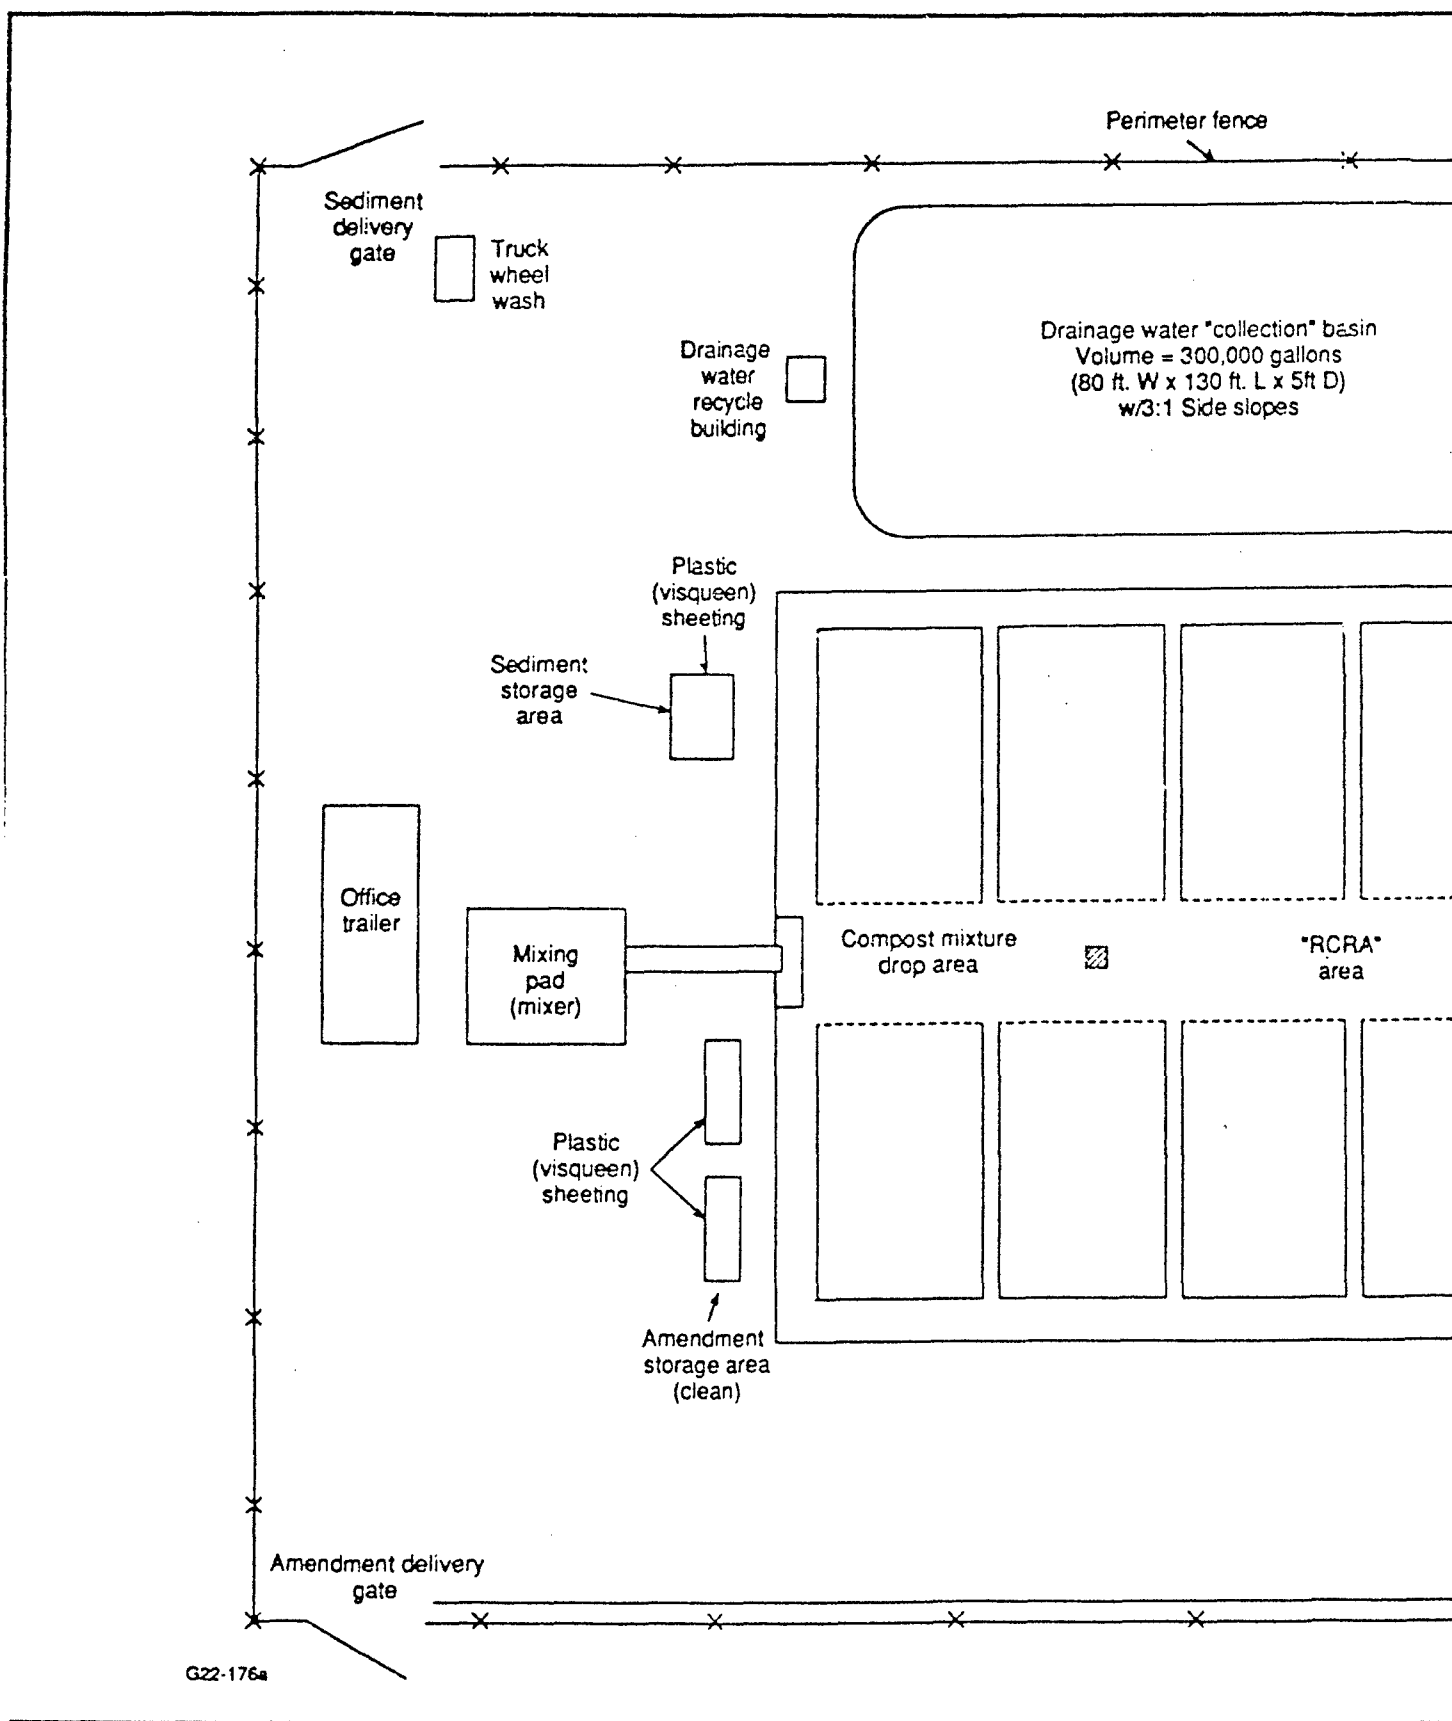 Perimeter fence
Sediment
delivery
gate
Truck
wheel
wash
Drainage water "collection" basin
Volume = 300,000 gallons
(80 ft. W x 130 ft. L x 5ft D)
w/3:1 Side slopes
Drainage
water
recycle
building
Plastic
(visqueen)
sheeting
Sediment
storage
area
Office
trailer
Mixing
pad
(mixer)
Compost mixture
drop area
"RCRA"
area
Plastic
(visqueen)
sheeting
Amendment
storage area
(clean)
Amendment delivery
gate
G22-176a